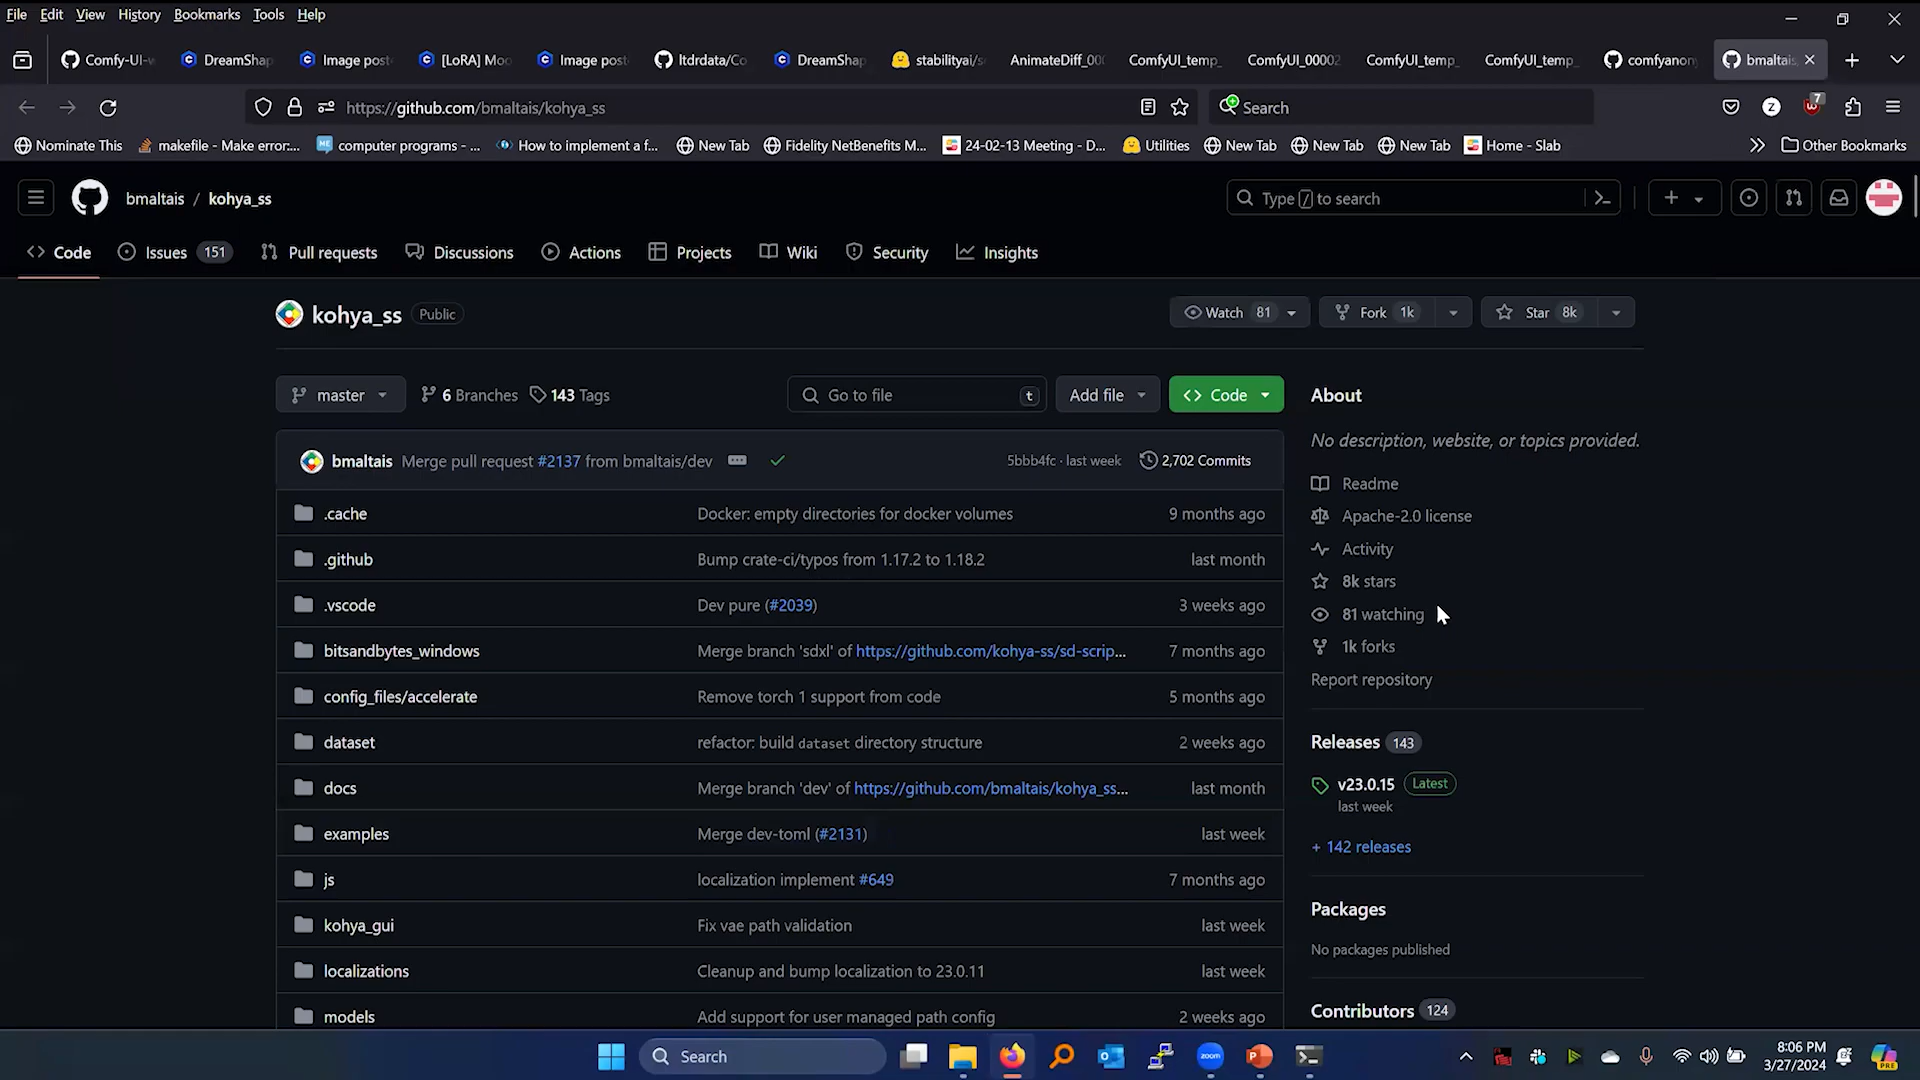 File Edit View History Bookmarks Tools Help
Comfy-UI-w DreamShap Image post [LoRA] Moo Image post ltdrdata/Co DreamShap stabilityai/s AnimateDiff_00 ComfyUI_temp_ ComfyUI_00002 ComfyUI_temp_ ComfyUI_temp_ comfyanony bmaltais
https://github.com/bmaltais/kohya_ss Search Z 7
Nominate This makefile - Make error:... ME computer programs - ... How to implement a f... New Tab Fidelity NetBenefits M... 24-02-13 Meeting - D... Utilities New Tab New Tab New Tab Home - Slab Other Bookmarks
bmaltais / kohya_ss Type / to search
Code Issues 151 Pull requests Discussions Actions Projects Wiki Security Insights
kohya_ss Public Watch 81 Fork 1k Star 8k
master 6 Branches 143 Tags Go to file t Add file Code
About
No description, website, or topics provided.
bmaltais Merge pull request #2137 from bmaltais/dev 5bbb4fc · last week 2,702 Commits
.cache Docker: empty directories for docker volumes 9 months ago
.github Bump crate-ci/typos from 1.17.2 to 1.18.2 last month
.vscode Dev pure (#2039) 3 weeks ago
bitsandbytes_windows Merge branch 'sdxl' of https://github.com/kohya-ss/sd-scrip... 7 months ago
config_files/accelerate Remove torch 1 support from code 5 months ago
dataset refactor: build dataset directory structure 2 weeks ago
docs Merge branch 'dev' of https://github.com/bmaltais/kohya_ss... last month
examples Merge dev-toml (#2131) last week
js localization implement #649 7 months ago
kohya_gui Fix vae path validation last week
localizations Cleanup and bump localization to 23.0.11 last week
models Add support for user managed path config 2 weeks ago
Readme
Apache-2.0 license
Activity
8k stars
81 watching
1k forks
Report repository
Releases 143
v23.0.15 Latest
last week
+ 142 releases
Packages
No packages published
Contributors 124
Search zoom 8:06 PM
3/27/2024 PRE